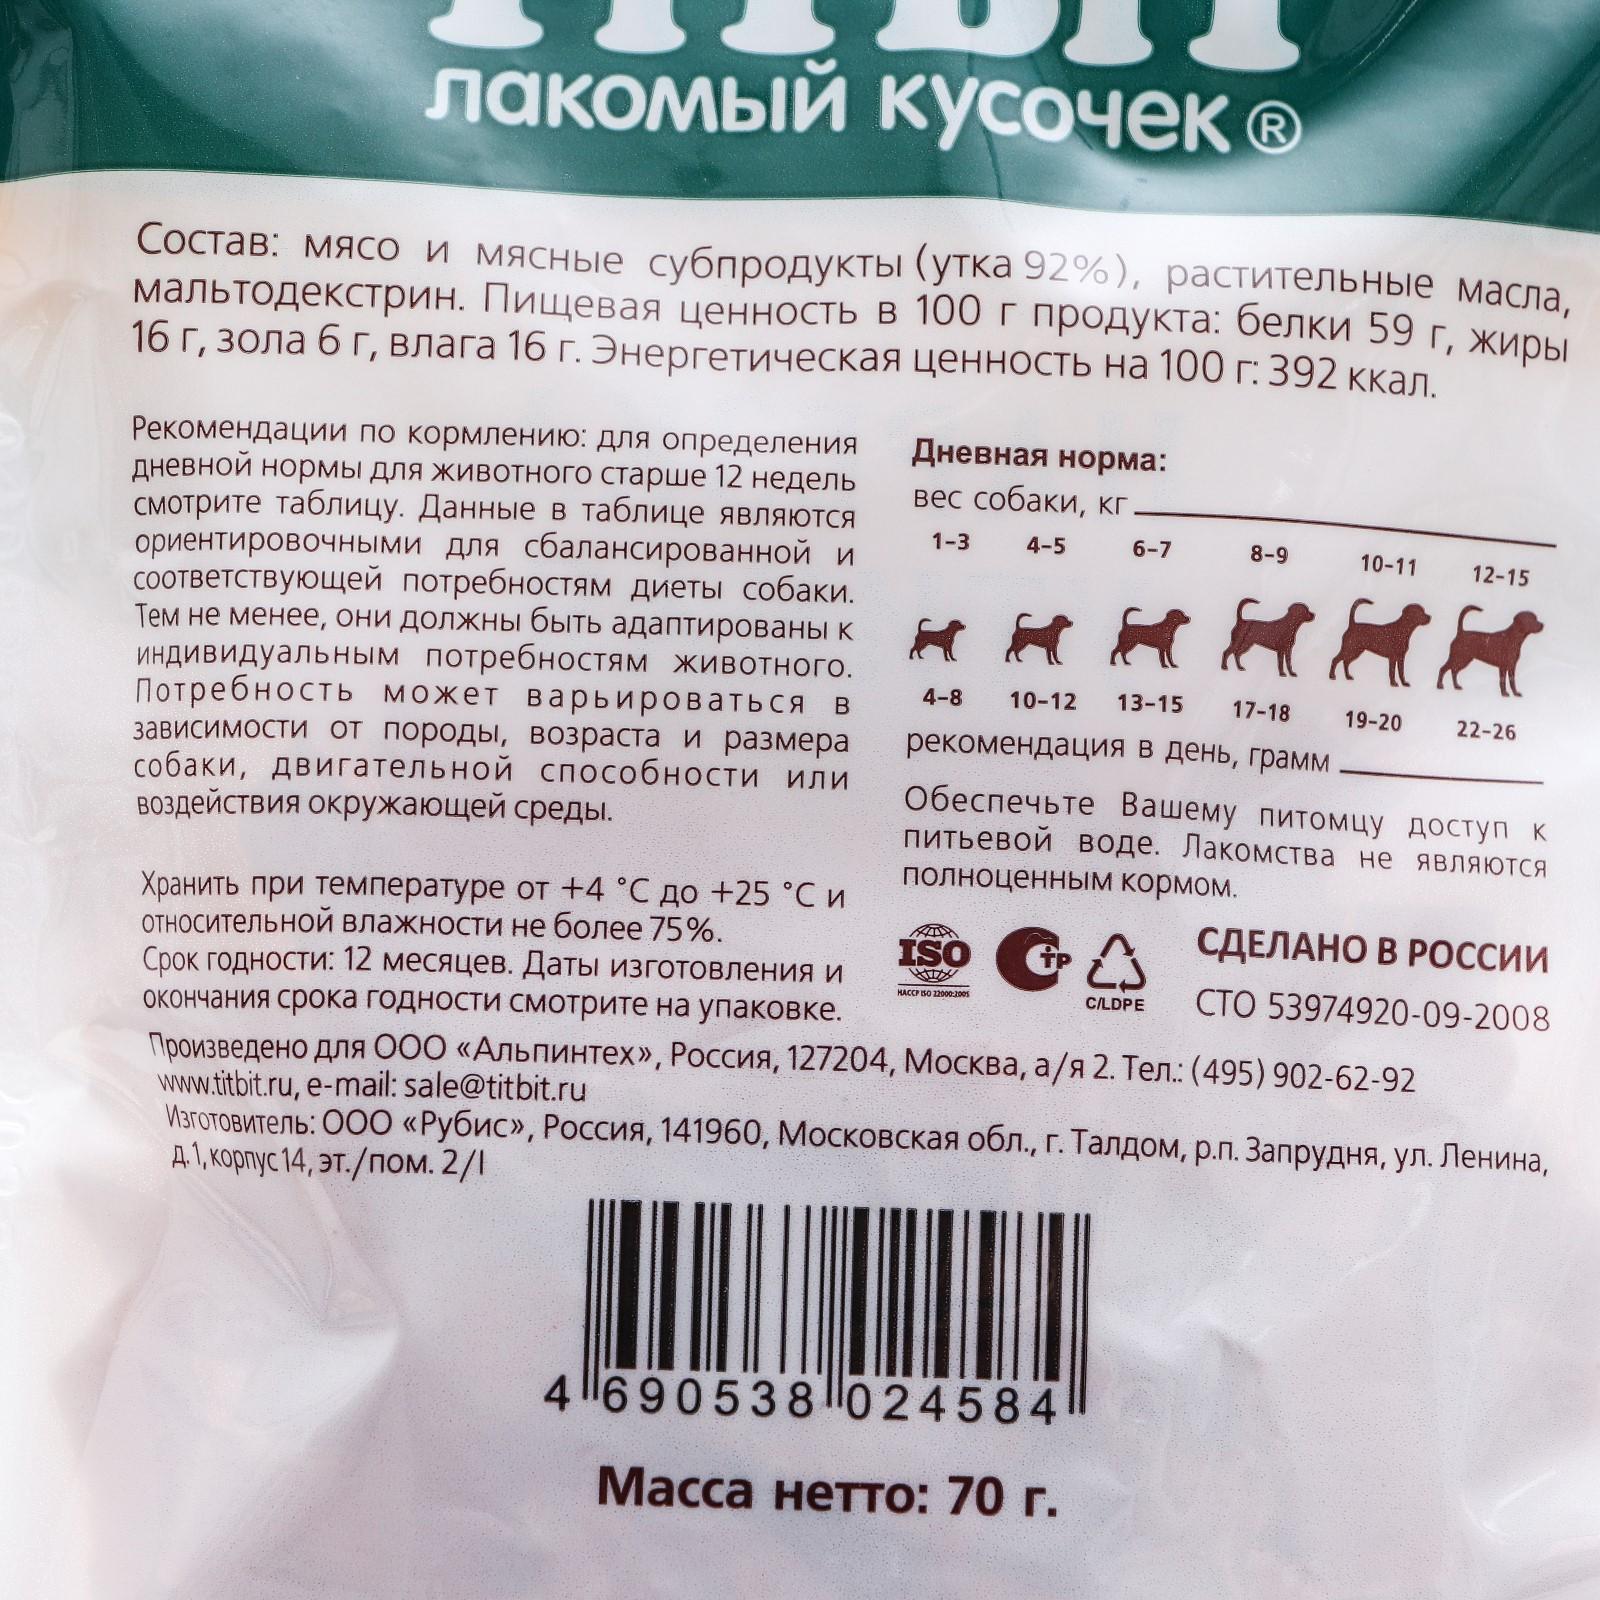 TiTBiT
лакомый кусочек ®
Состав: мясо и мясные субпродукты (утка 92%), растительные масла,
мальтодекстрин. Пищевая ценность в 100 г продукта: белки 59 г, жиры
16 г, зола 6 г, влага 16 г. Энергетическая ценность на 100 г: 392 ккал.
Рекомендации по кормлению: для определения
дневной нормы для животного старше 12 недель
смотрите таблицу. Данные в таблице являются
ориентировочными для сбалансированной и
соответствующей потребностям диеты собаки.
Тем не менее, они должны быть адаптированы к
индивидуальным потребностям животного.
Потребность может варьироваться в
зависимости от породы, возраста и размера
собаки, двигательной способности или
воздействия окружающей среды.
Дневная норма:
вес собаки, кг
1-3 4-5 6-7 8-9 10-11 12-15
4-8 10-12 13-15 17-18 19-20 22-26
рекомендация в день, грамм
Обеспечьте Вашему питомцу доступ к
питьевой воде. Лакомства не являются
полноценным кормом.
Хранить при температуре от +4 °C до +25 °C и
относительной влажности не более 75%.
Срок годности: 12 месяцев. Даты изготовления и
окончания срока годности смотрите на упаковке.
ISO
HACCP ISO 22000:2005
СТР
C/LDPE
СДЕЛАНО В РОССИИ
СТО 53974920-09-2008
Произведено для ООО «Альпинтех», Россия, 127204, Москва, а/я 2. Тел.: (495) 902-62-92
www.titbit.ru, e-mail: sale@titbit.ru
Изготовитель: ООО «Рубис», Россия, 141960, Московская обл., г. Талдом, р.п. Запрудня, ул. Ленина,
д. 1, корпус 14, эт./пом. 2/I
4 690538 024584
Масса нетто: 70 г.